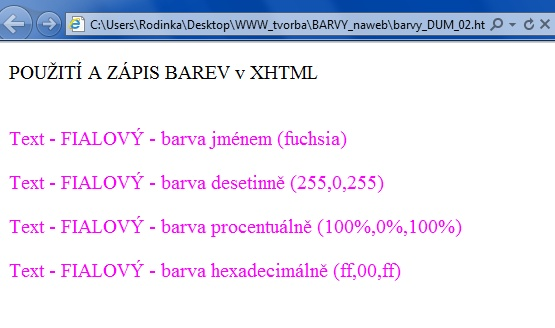 C:\Users\Rodinka\Desktop\WWW_tvorba\BARVY_naweb\barvy_DUM_02.ht
POUŽITÍ A ZÁPIS BAREV v XHTML
Text - FIALOVÝ - barva jménem (fuchsia)
Text - FIALOVÝ - barva desetinně (255,0,255)
Text - FIALOVÝ - barva procentuálně (100%,0%,100%)
Text - FIALOVÝ - barva hexadecimálně (ff,00,ff)